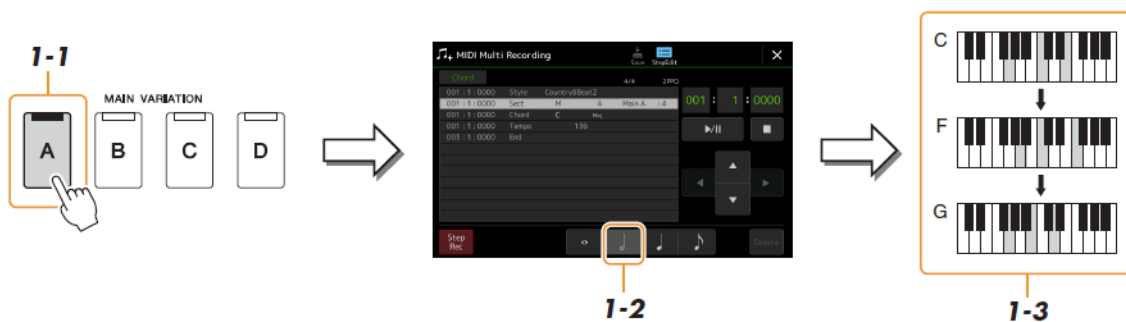 1-1
MAIN VARIATION
A B C D
MIDI Multi Recording
Save StepEdit
Chord 4/4 2PPQ
001:1:0000 Style Country8Beat2
001:1:0000 Sect M A Main A :4
001:1:0000 Chord C Maj
001:1:0000 Tempo 136
003:1:0000 End
001 : 1 : 0000
Step
Rec
Delete
1-2
C
F
G
1-3